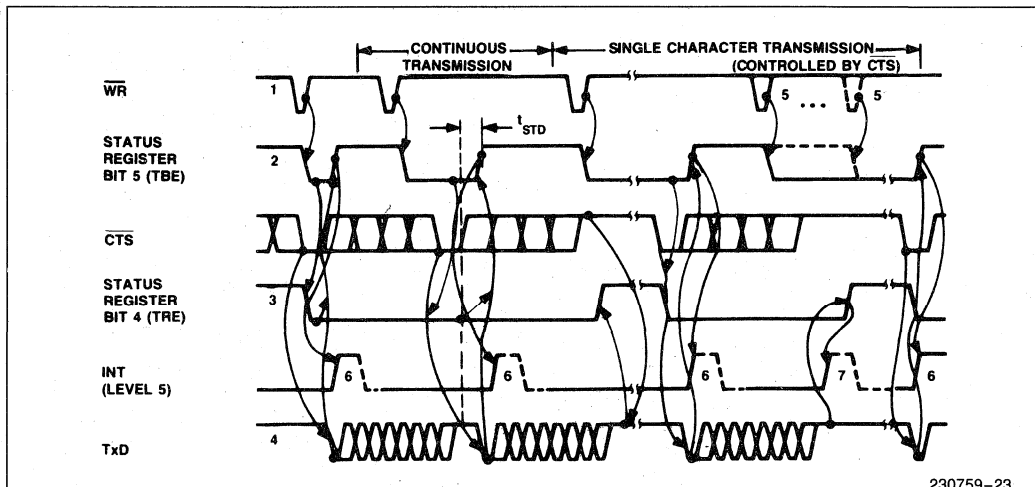 CONTINUOUS TRANSMISSION
SINGLE CHARACTER TRANSMISSION
(CONTROLLED BY CTS)
WR
1
5 ... 5
tSTD
STATUS
REGISTER
BIT 5 (TBE)
2
CTS
STATUS
REGISTER
BIT 4 (TRE)
3
INT
(LEVEL 5)
6
6
6
7
6
TxD
4
230759-23